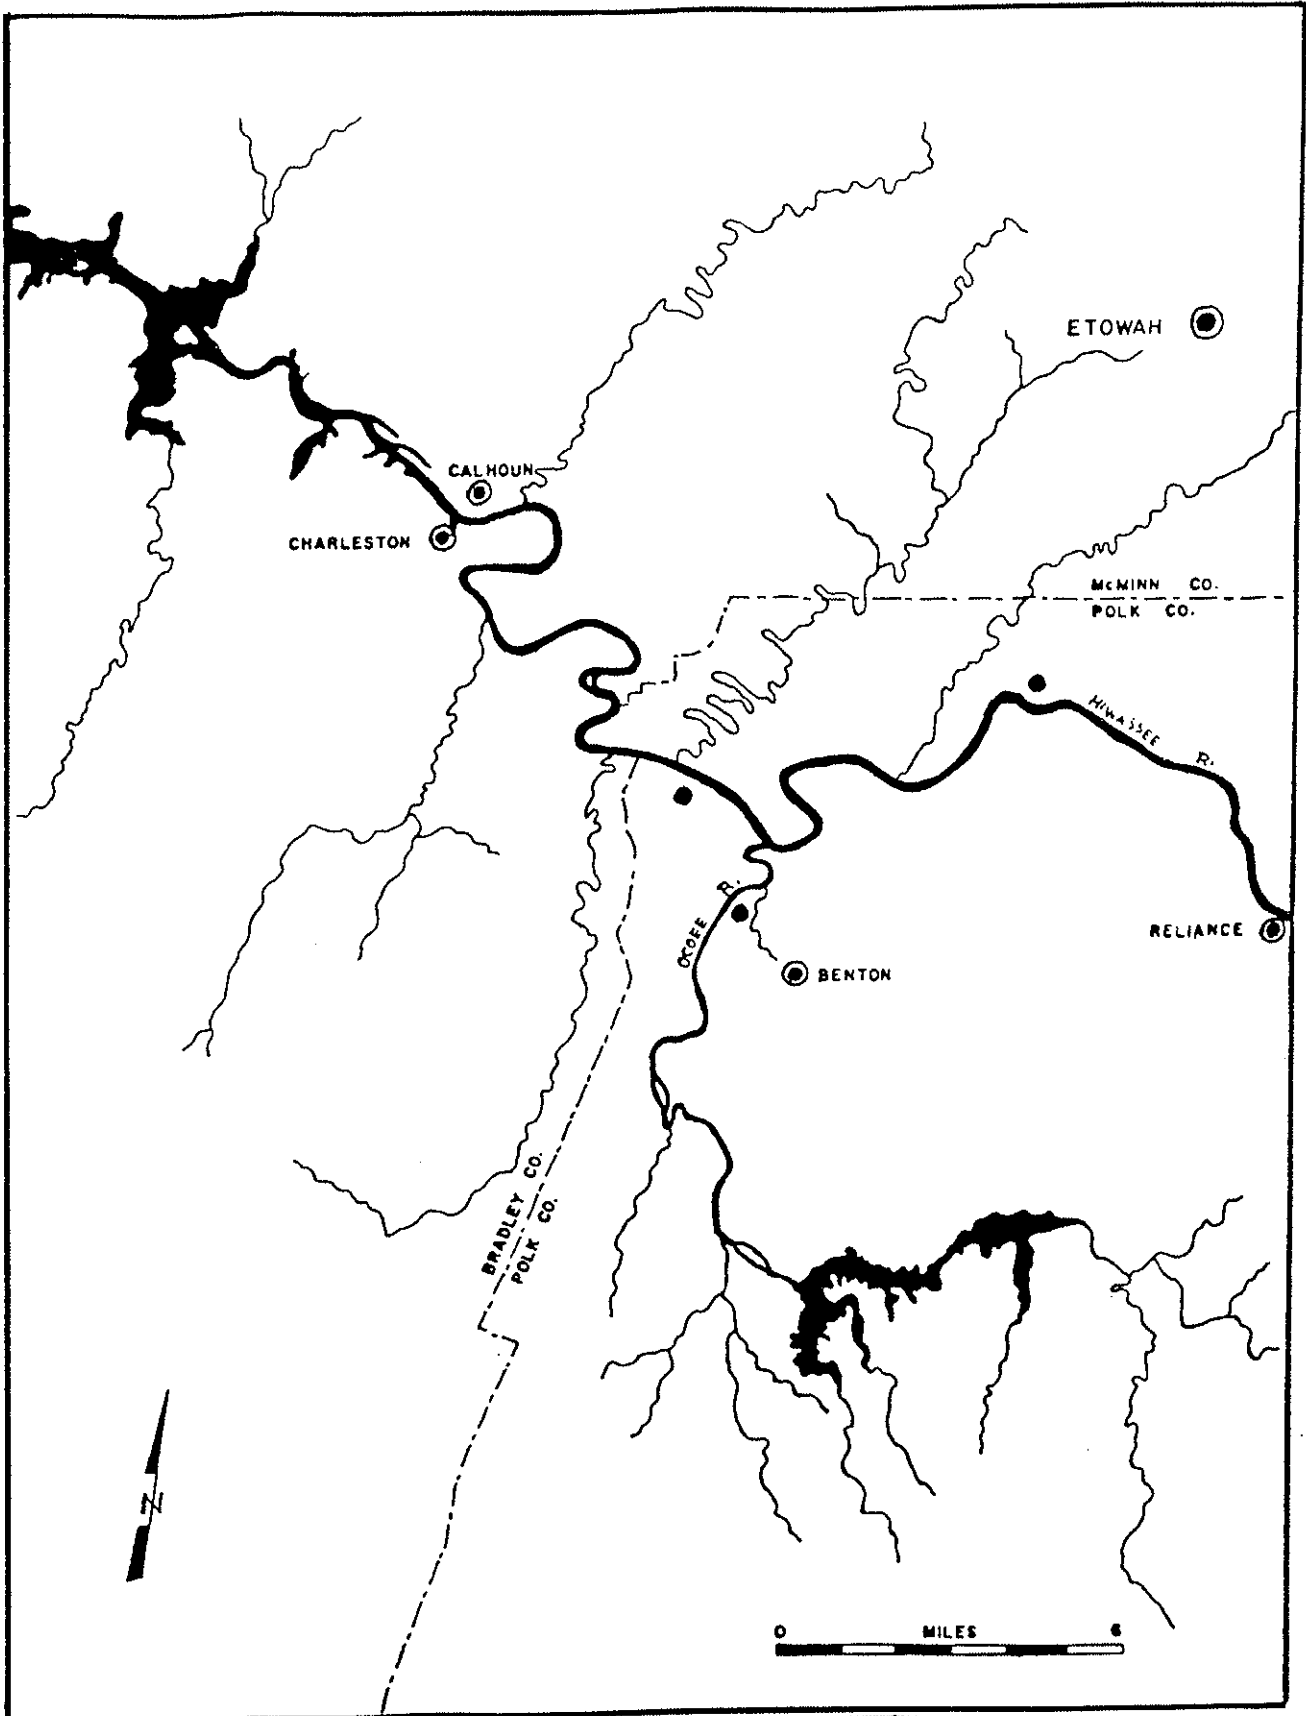 ETOWAH
CALHOUN
CHARLESTON
McMINN CO.
POLK CO.
HIWASSEE R.
OCOEE R.
RELIANCE
BENTON
BRADLEY CO.
POLK CO.
N
0 MILES 6